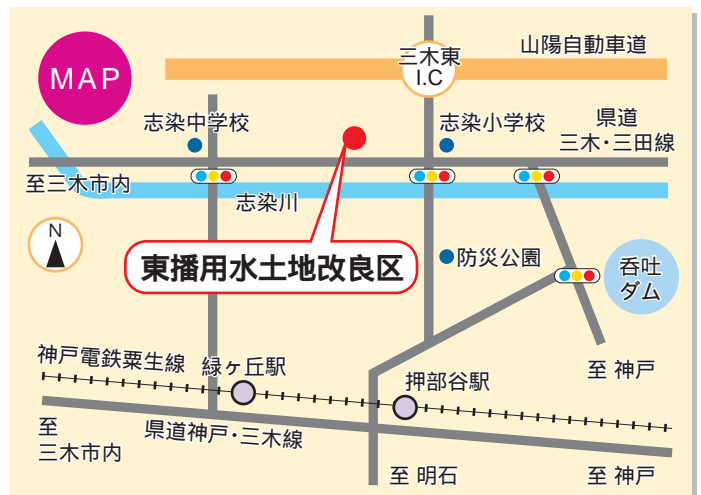 MAP
山陽自動車道
三木東
I.C
志染中学校
志染小学校
県道
三木・三田線
至三木市内
志染川
N
東播用水土地改良区
防災公園
呑吐
ダム
神戸電鉄粟生線
緑ヶ丘駅
押部谷駅
至 神戸
至
三木市内
県道神戸・三木線
至 明石
至 神戸